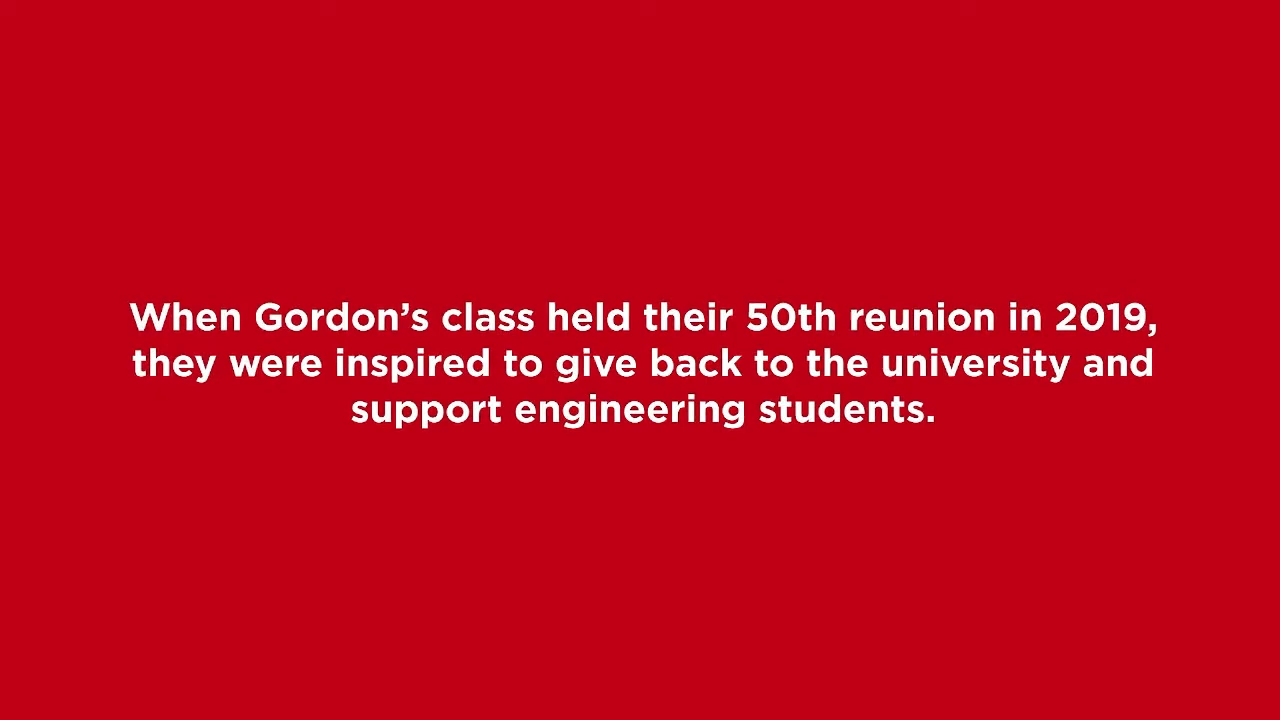 When Gordon’s class held their 50th reunion in 2019,
they were inspired to give back to the university and
support engineering students.